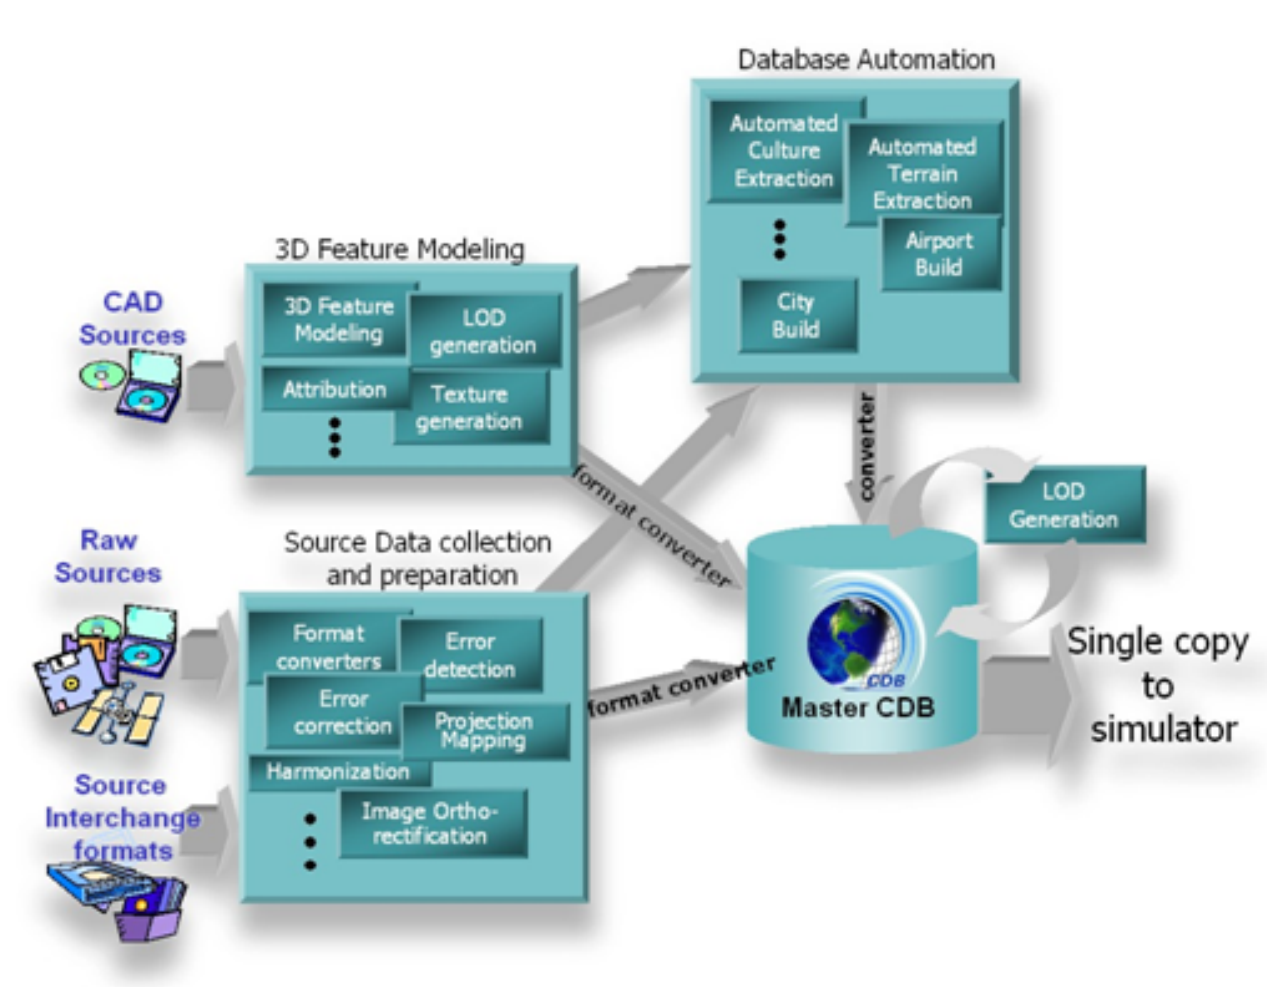 Database Automation
Automated
Culture
Extraction
Automated
Terrain
Extraction
Airport
Build
City
Build
3D Feature Modeling
3D Feature
Modeling
LOD
generation
Attribution
Texture
generation
CAD
Sources
format converter
converter
LOD
Generation
Raw
Sources
Source Data collection
and preparation
Format
converters
Error
detection
Error
correction
Projection
Mapping
Harmonization
Image Ortho-
rectification
Source
Interchange
formats
format converter
CDB
Master CDB
Single copy
to
simulator